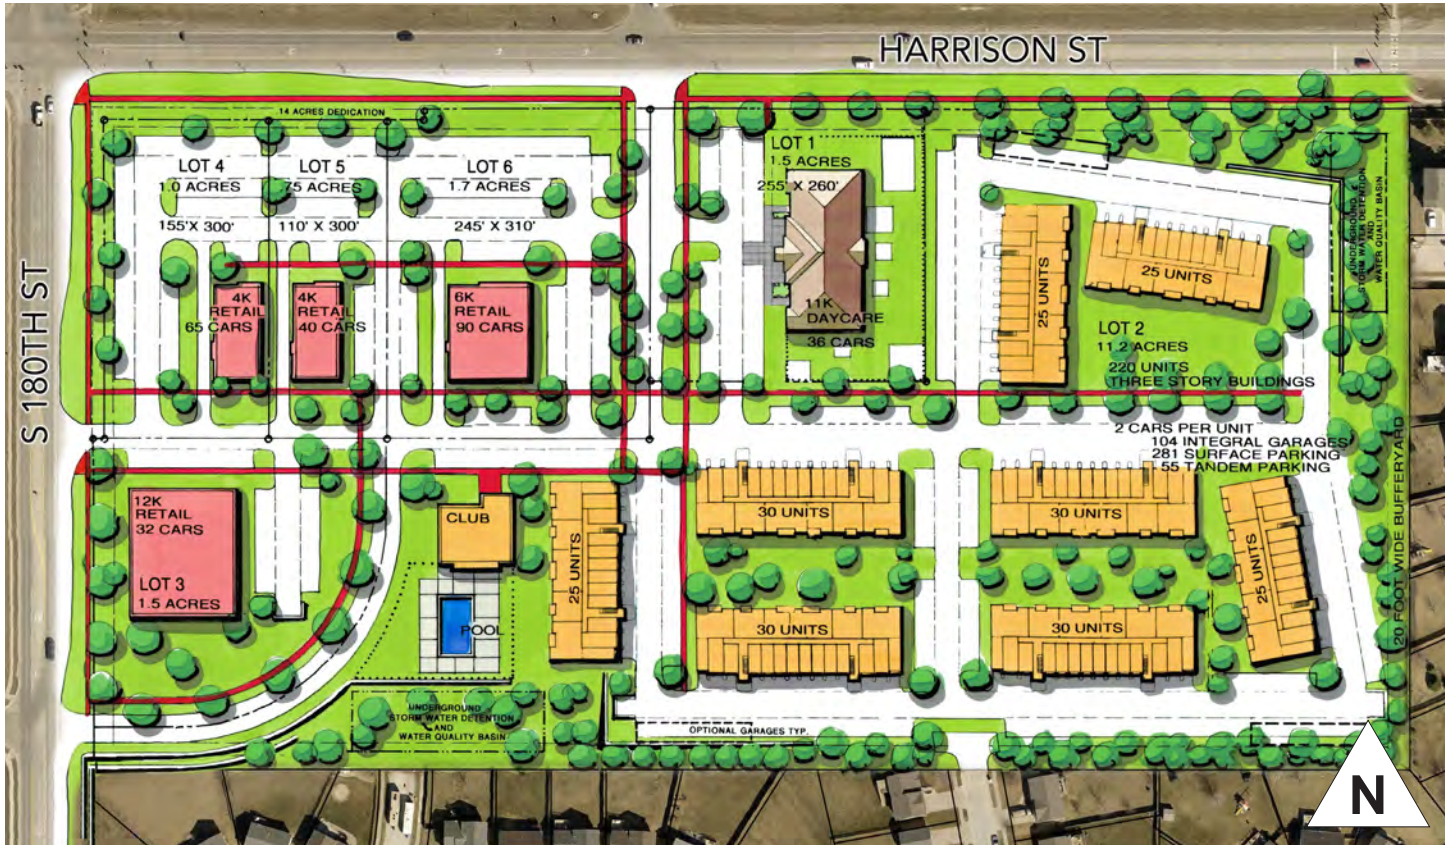 HARRISON ST
S 180TH ST
14 ACRES DEDICATION
LOT 4
1.0 ACRES
155' X 300'
LOT 5
.75 ACRES
110' X 300'
LOT 6
1.7 ACRES
245' X 310'
LOT 1
1.5 ACRES
255' X 260'
11K
DAYCARE
36 CARS
4K
RETAIL
65 CARS
4K
RETAIL
40 CARS
6K
RETAIL
90 CARS
25 UNITS
25 UNITS
LOT 2
11.2 ACRES
220 UNITS
THREE STORY BUILDINGS
UNDERGROUND
STORM WATER DETENTION
AND
WATER QUALITY BASIN
2 CARS PER UNIT
104 INTEGRAL GARAGES
281 SURFACE PARKING
55 TANDEM PARKING
12K
RETAIL
32 CARS
LOT 3
1.5 ACRES
CLUB
POOL
25 UNITS
30 UNITS
30 UNITS
30 UNITS
30 UNITS
25 UNITS
20 FOOT WIDE BUFFERYARD
UNDERGROUND
STORM WATER DETENTION
AND
WATER QUALITY BASIN
OPTIONAL GARAGES TYP.
N